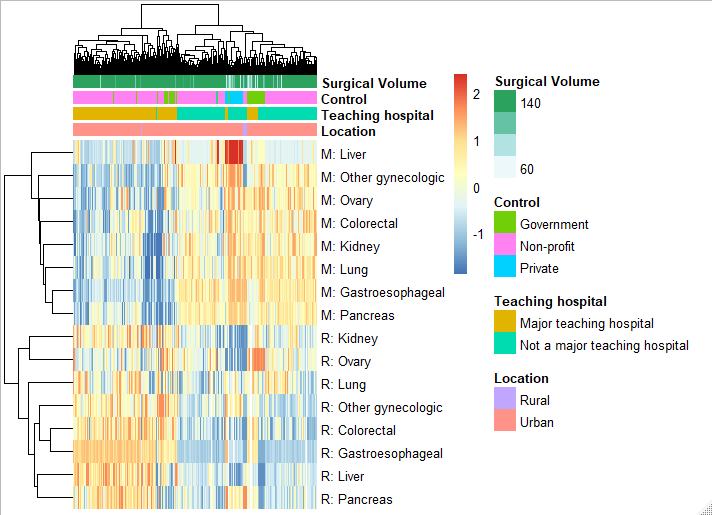 Surgical Volume
Control
Teaching hospital
Location
M: Liver
M: Other gynecologic
M: Ovary
M: Colorectal
M: Kidney
M: Lung
M: Gastroesophageal
M: Pancreas
R: Kidney
R: Ovary
R: Lung
R: Other gynecologic
R: Colorectal
R: Gastroesophageal
R: Liver
R: Pancreas
2
1
0
-1
Surgical Volume
140
60
Control
Government
Non-profit
Private
Teaching hospital
Major teaching hospital
Not a major teaching hospital
Location
Rural
Urban